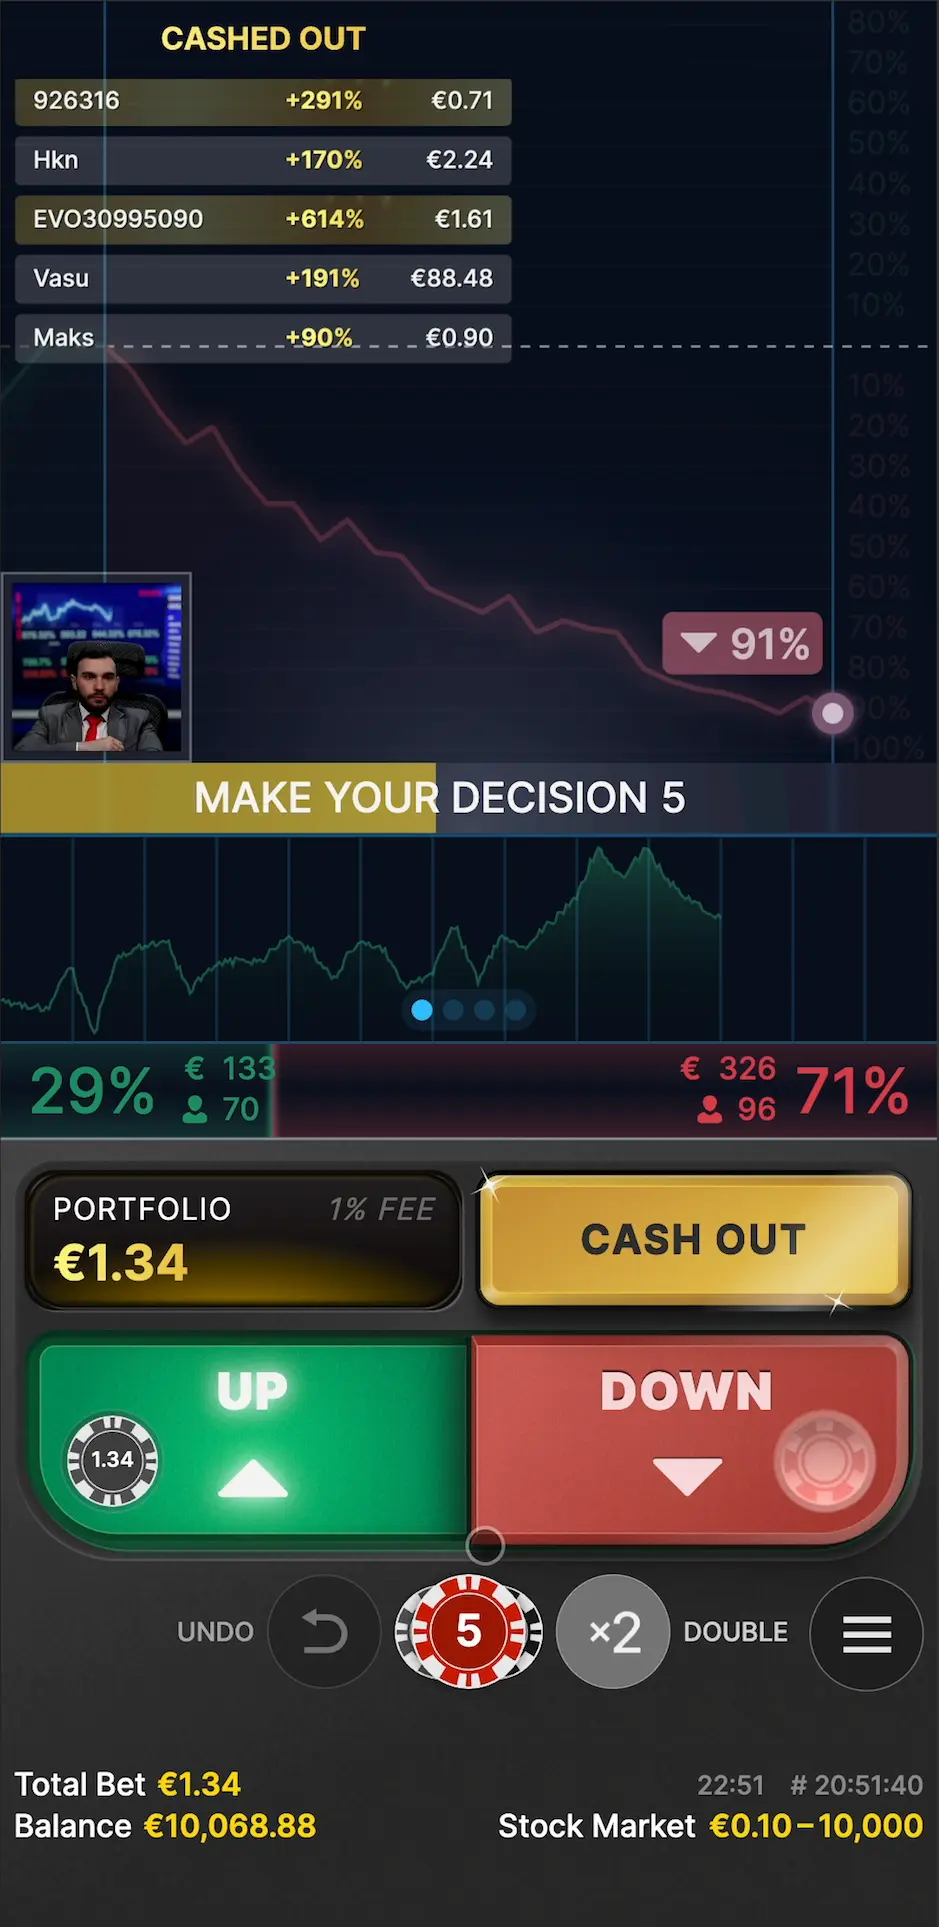 CASHED OUT
926316 +291% €0.71
Hkn +170% €2.24
EVO30995090 +614% €1.61
Vasu +191% €88.48
Maks +90% €0.90
80%
70%
60%
50%
40%
30%
20%
10%
10%
20%
30%
40%
50%
60%
70%
80%
90%
100%
91%
MAKE YOUR DECISION 5
29% € 133 € 326 71%
70 96
PORTFOLIO 1% FEE
€1.34
CASH OUT
UP DOWN
1.34
UNDO 5 ×2 DOUBLE
Total Bet €1.34 22:51 # 20:51:40
Balance €10,068.88 Stock Market €0.10–10,000